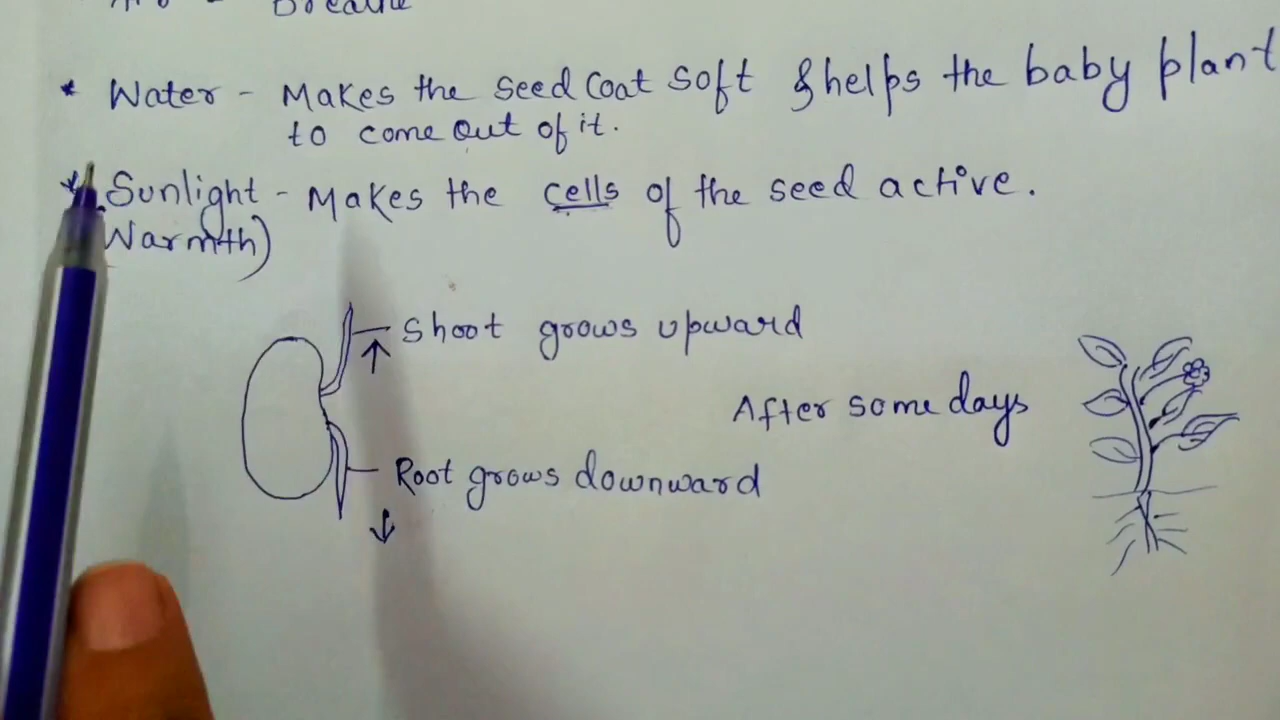 Breathe
* Water - Makes the seed coat soft & helps the baby plant
to come out of it.
* Sunlight - Makes the cells of the seed active.
Warmth)
Shoot grows upward
After some days
Root grows downward